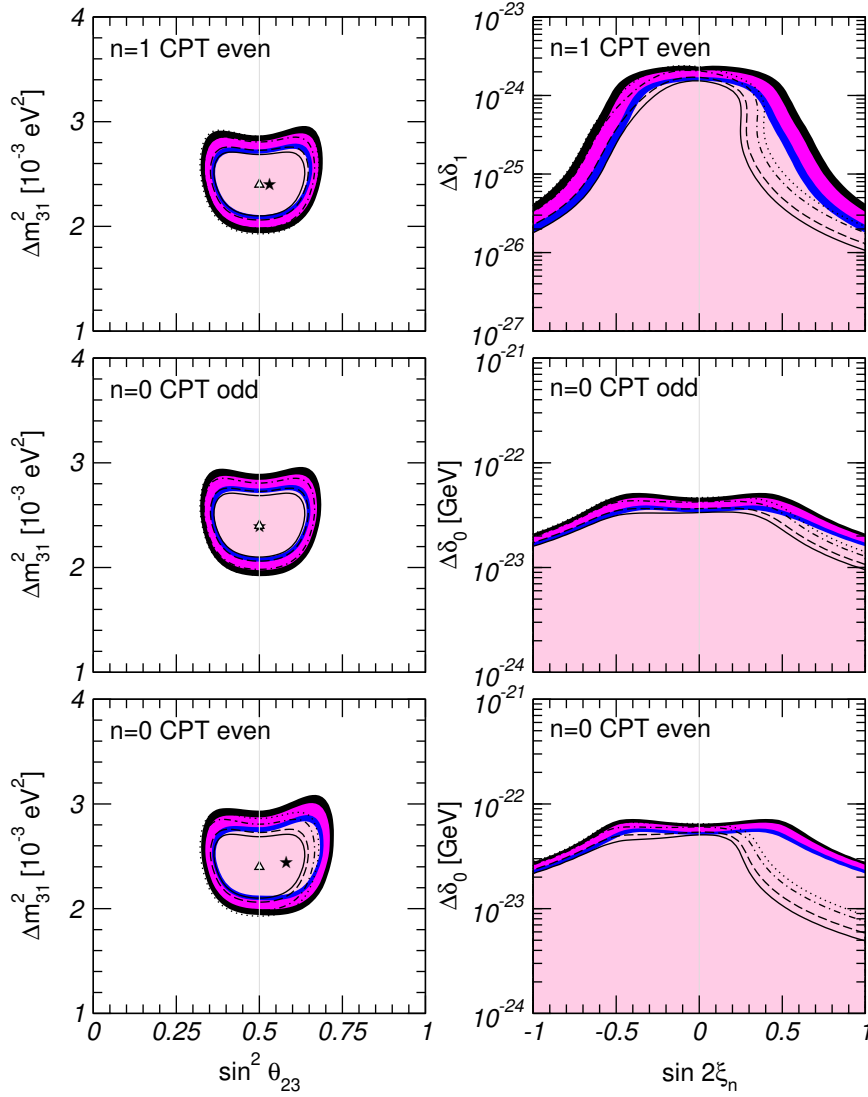 4
3
2
1
Δm²₃₁ [10⁻³ eV²]
n=1 CPT even
10⁻²³
10⁻²⁴
10⁻²⁵
10⁻²⁶
10⁻²⁷
Δδ₁
n=1 CPT even
4
3
2
1
Δm²₃₁ [10⁻³ eV²]
n=0 CPT odd
10⁻²¹
10⁻²²
10⁻²³
10⁻²⁴
Δδ₀ [GeV]
n=0 CPT odd
4
3
2
1
Δm²₃₁ [10⁻³ eV²]
n=0 CPT even
0 0.25 0.5 0.75 1
sin² θ₂₃
10⁻²¹
10⁻²²
10⁻²³
10⁻²⁴
Δδ₀ [GeV]
n=0 CPT even
-1 -0.5 0 0.5 1
sin 2ξₙ